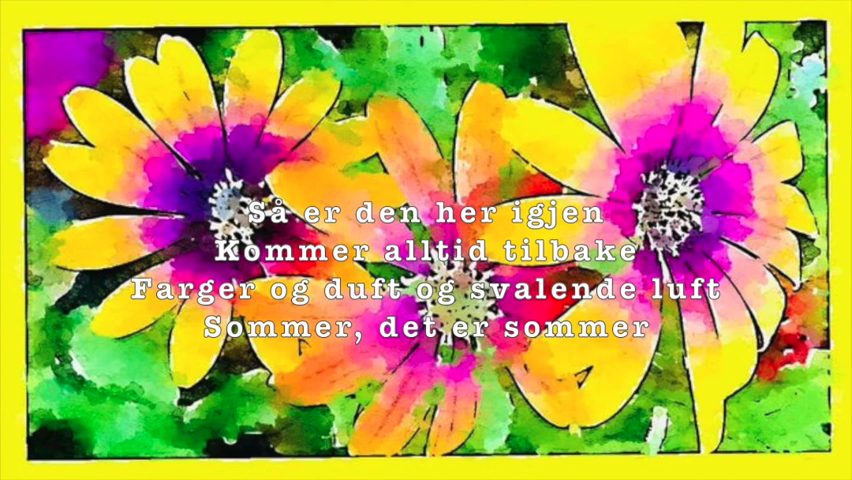 Så er den her igjen
Kommer alltid tilbake
Farger og duft og svalende luft
Sommer, det er sommer